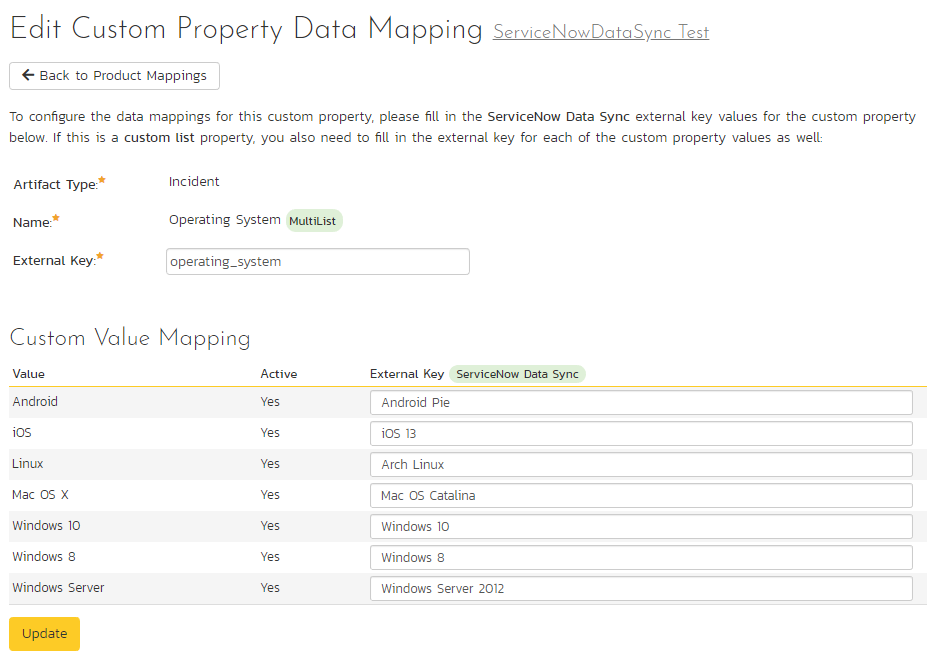 Edit Custom Property Data Mapping ServiceNowDataSync Test
Back to Product Mappings
To configure the data mappings for this custom property, please fill in the ServiceNow Data Sync external key values for the custom property
below. If this is a custom list property, you also need to fill in the external key for each of the custom property values as well:
Artifact Type:* Incident
Name:* Operating System MultiList
External Key:* operating_system
Custom Value Mapping
Value Active External Key ServiceNow Data Sync
Android Yes Android Pie
iOS Yes iOS 13
Linux Yes Arch Linux
Mac OS X Yes Mac OS Catalina
Windows 10 Yes Windows 10
Windows 8 Yes Windows 8
Windows Server Yes Windows Server 2012
Update